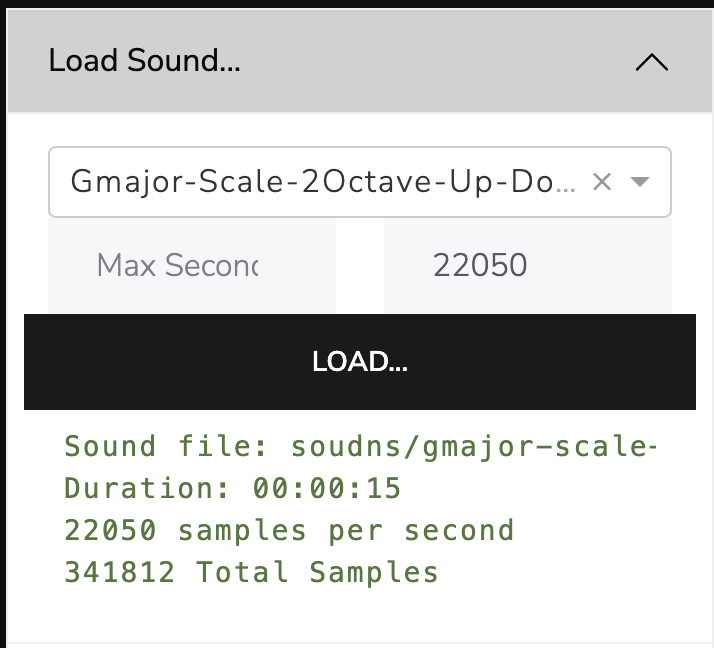 Load Sound...
Gmajor-Scale-2Octave-Up-Do...
Max Second 22050
LOAD...
Sound file: soudns/gmajor-scale-
Duration: 00:00:15
22050 samples per second
341812 Total Samples